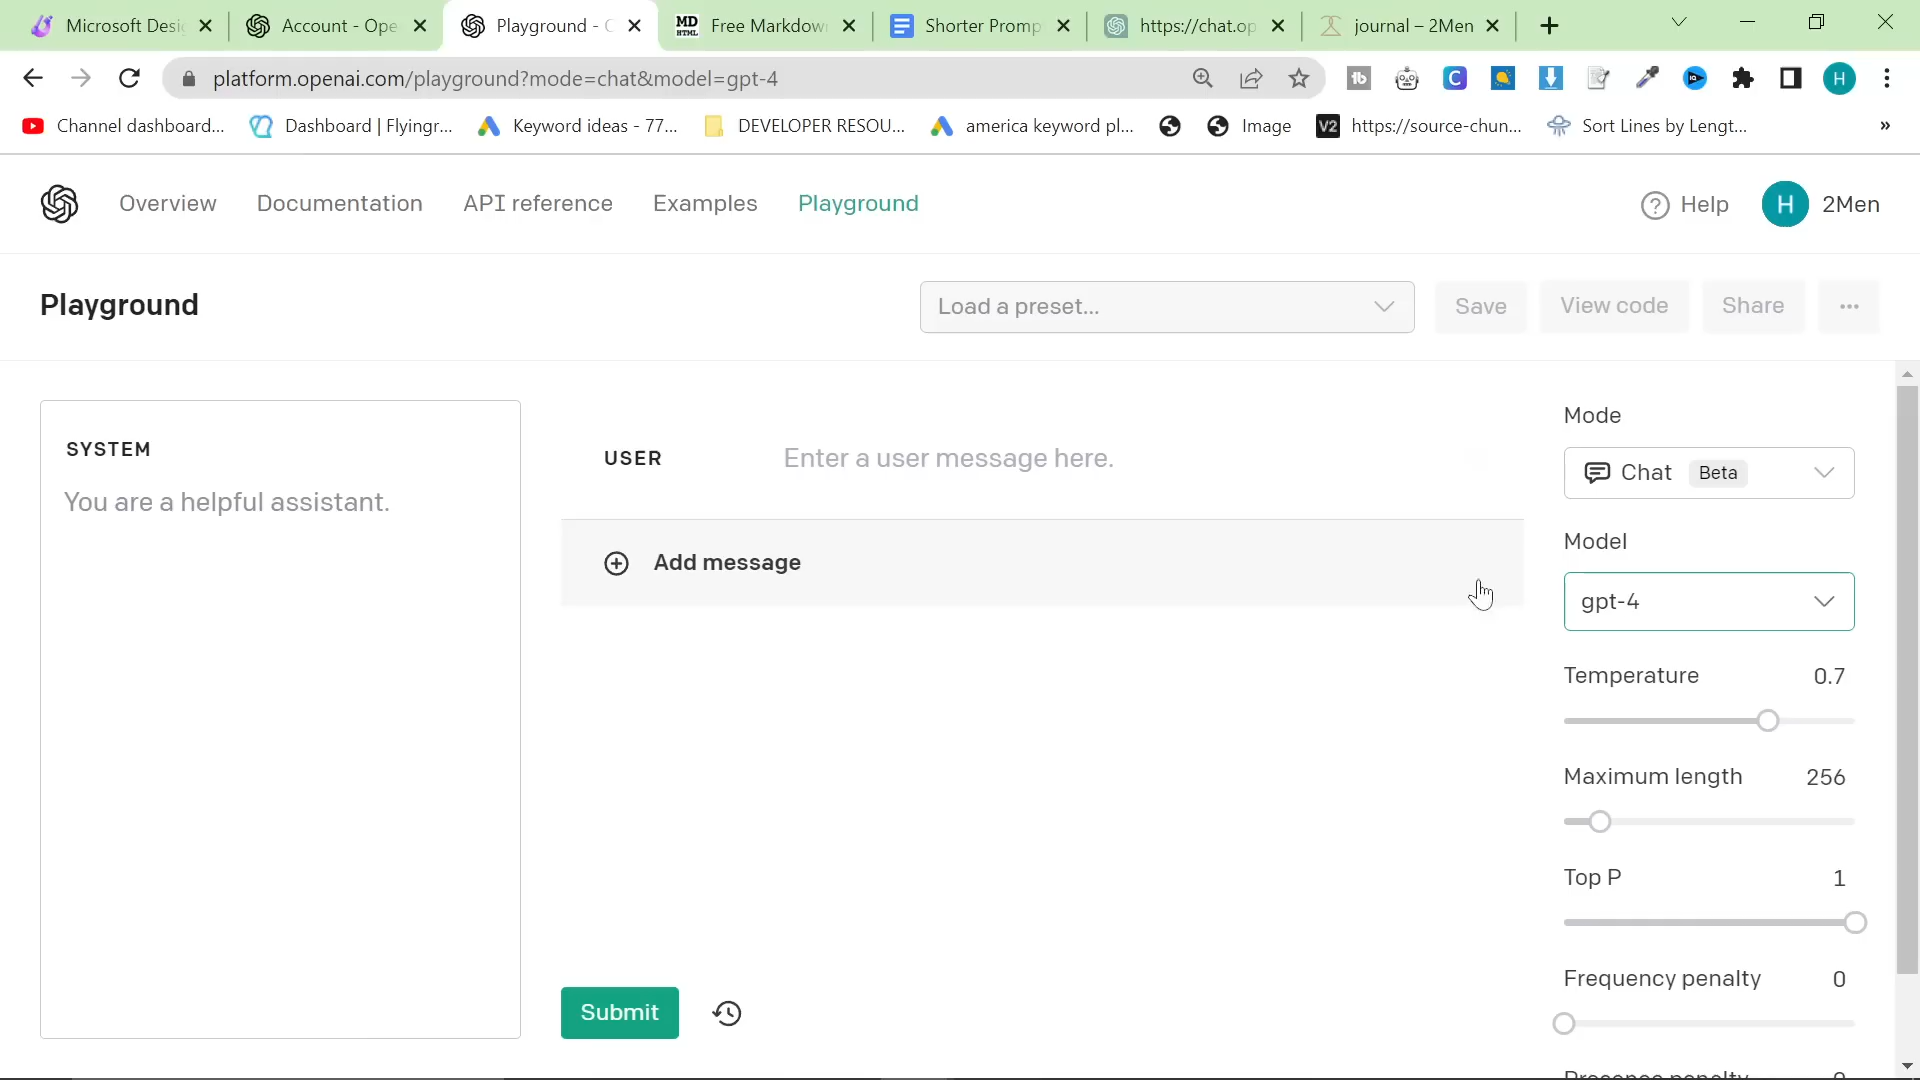 Microsoft Desi
Account - Ope
Playground - O
Free Markdow
Shorter Promp
https://chat.op
journal – 2Men
platform.openai.com/playground?mode=chat&model=gpt-4
H
Channel dashboard...
Dashboard | Flyingr...
Keyword ideas - 77...
DEVELOPER RESOU...
america keyword pl...
Image
V2
https://source-chun...
Sort Lines by Lengt...
»
Overview
Documentation
API reference
Examples
Playground
Help
H
2Men
Playground
Load a preset...
Save
View code
Share
...
SYSTEM
You are a helpful assistant.
USER
Enter a user message here.
Add message
Submit
Mode
Chat
Beta
Model
gpt-4
Temperature
0.7
Maximum length
256
Top P
1
Frequency penalty
0
Presence penalty
0